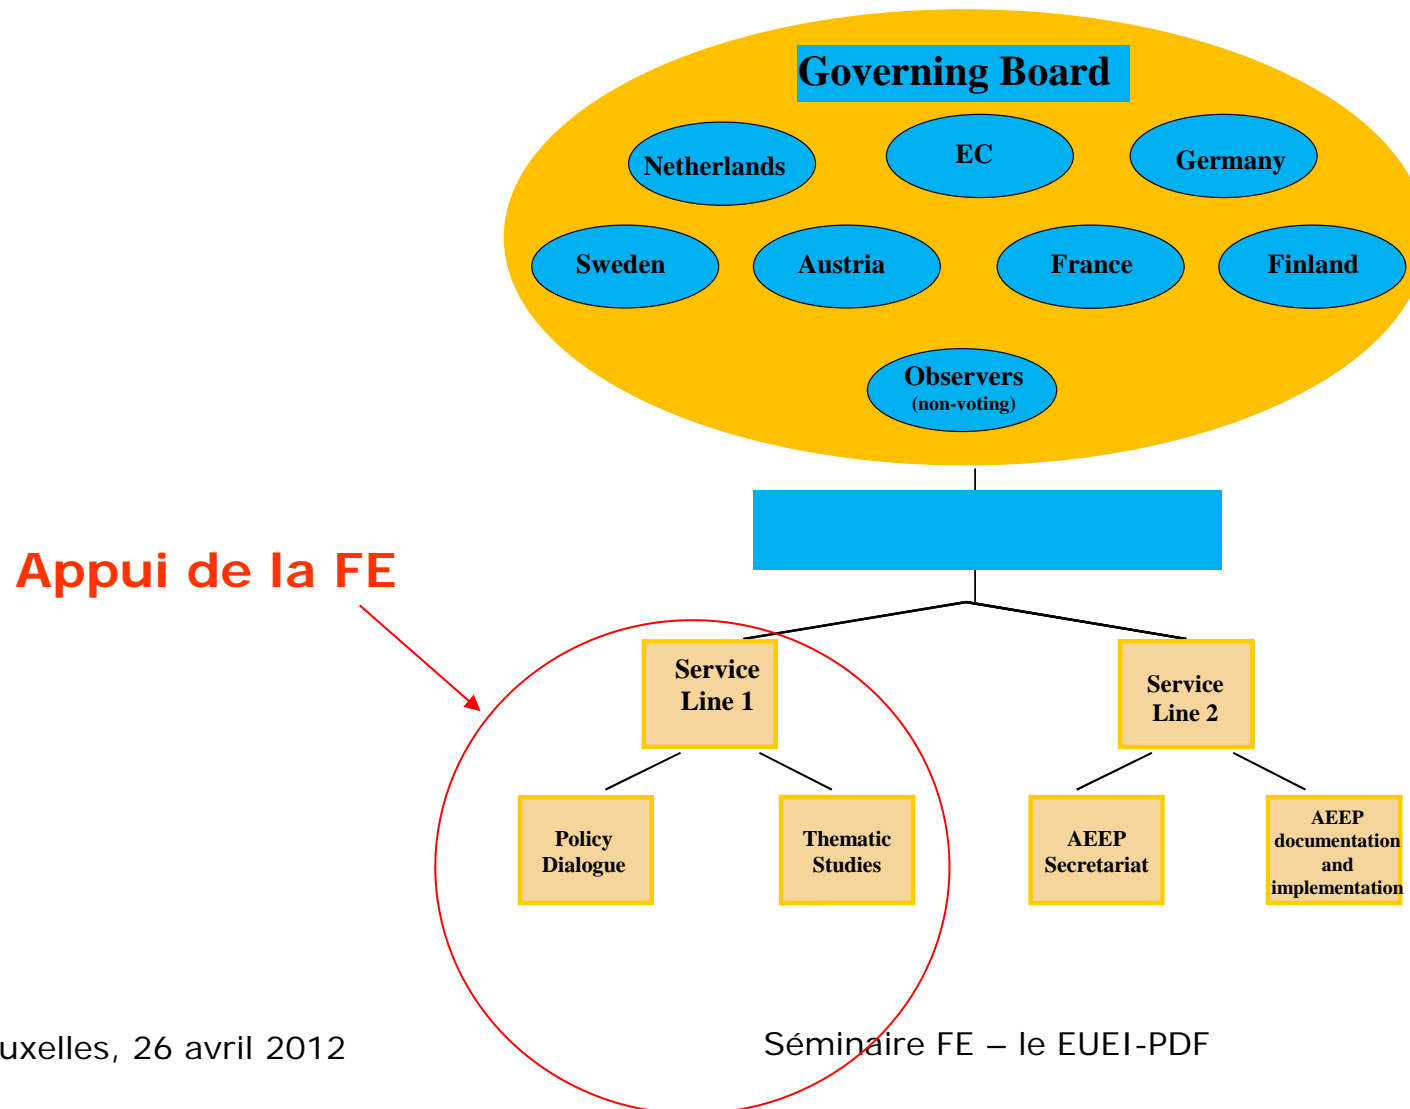 Governing Board
Netherlands
EC
Germany
Sweden
Austria
France
Finland
Observers
(non-voting)
Appui de la FE
Service
Line 1
Service
Line 2
Policy
Dialogue
Thematic
Studies
AEEP
Secretariat
AEEP
documentation
and
implementation
uxelles, 26 avril 2012
Séminaire FE – le EUEI-PDF